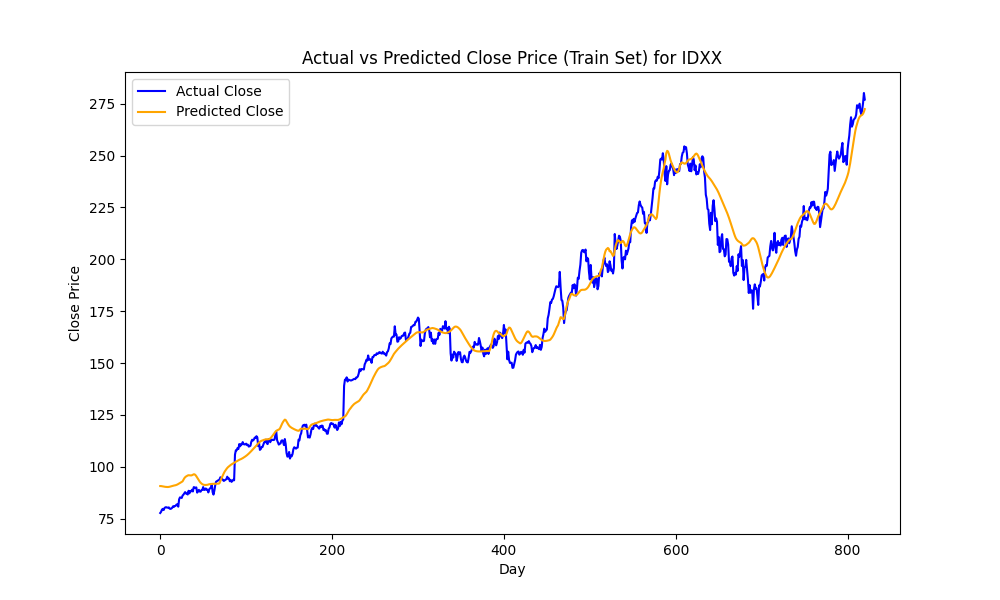 Actual vs Predicted Close Price (Train Set) for IDXX
Actual Close
Predicted Close
Close Price
275
250
225
200
175
150
125
100
75
0 200 400 600 800
Day